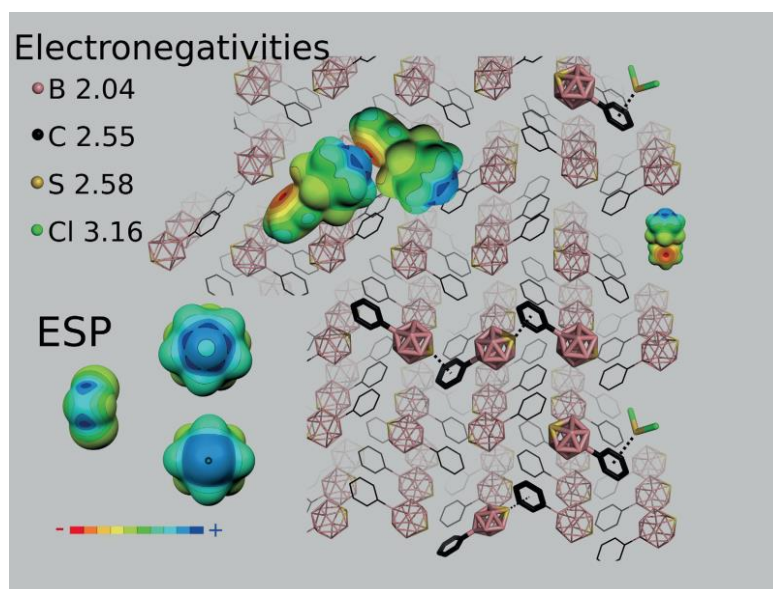 Electronegativities
B 2.04
C 2.55
S 2.58
Cl 3.16
ESP
- +